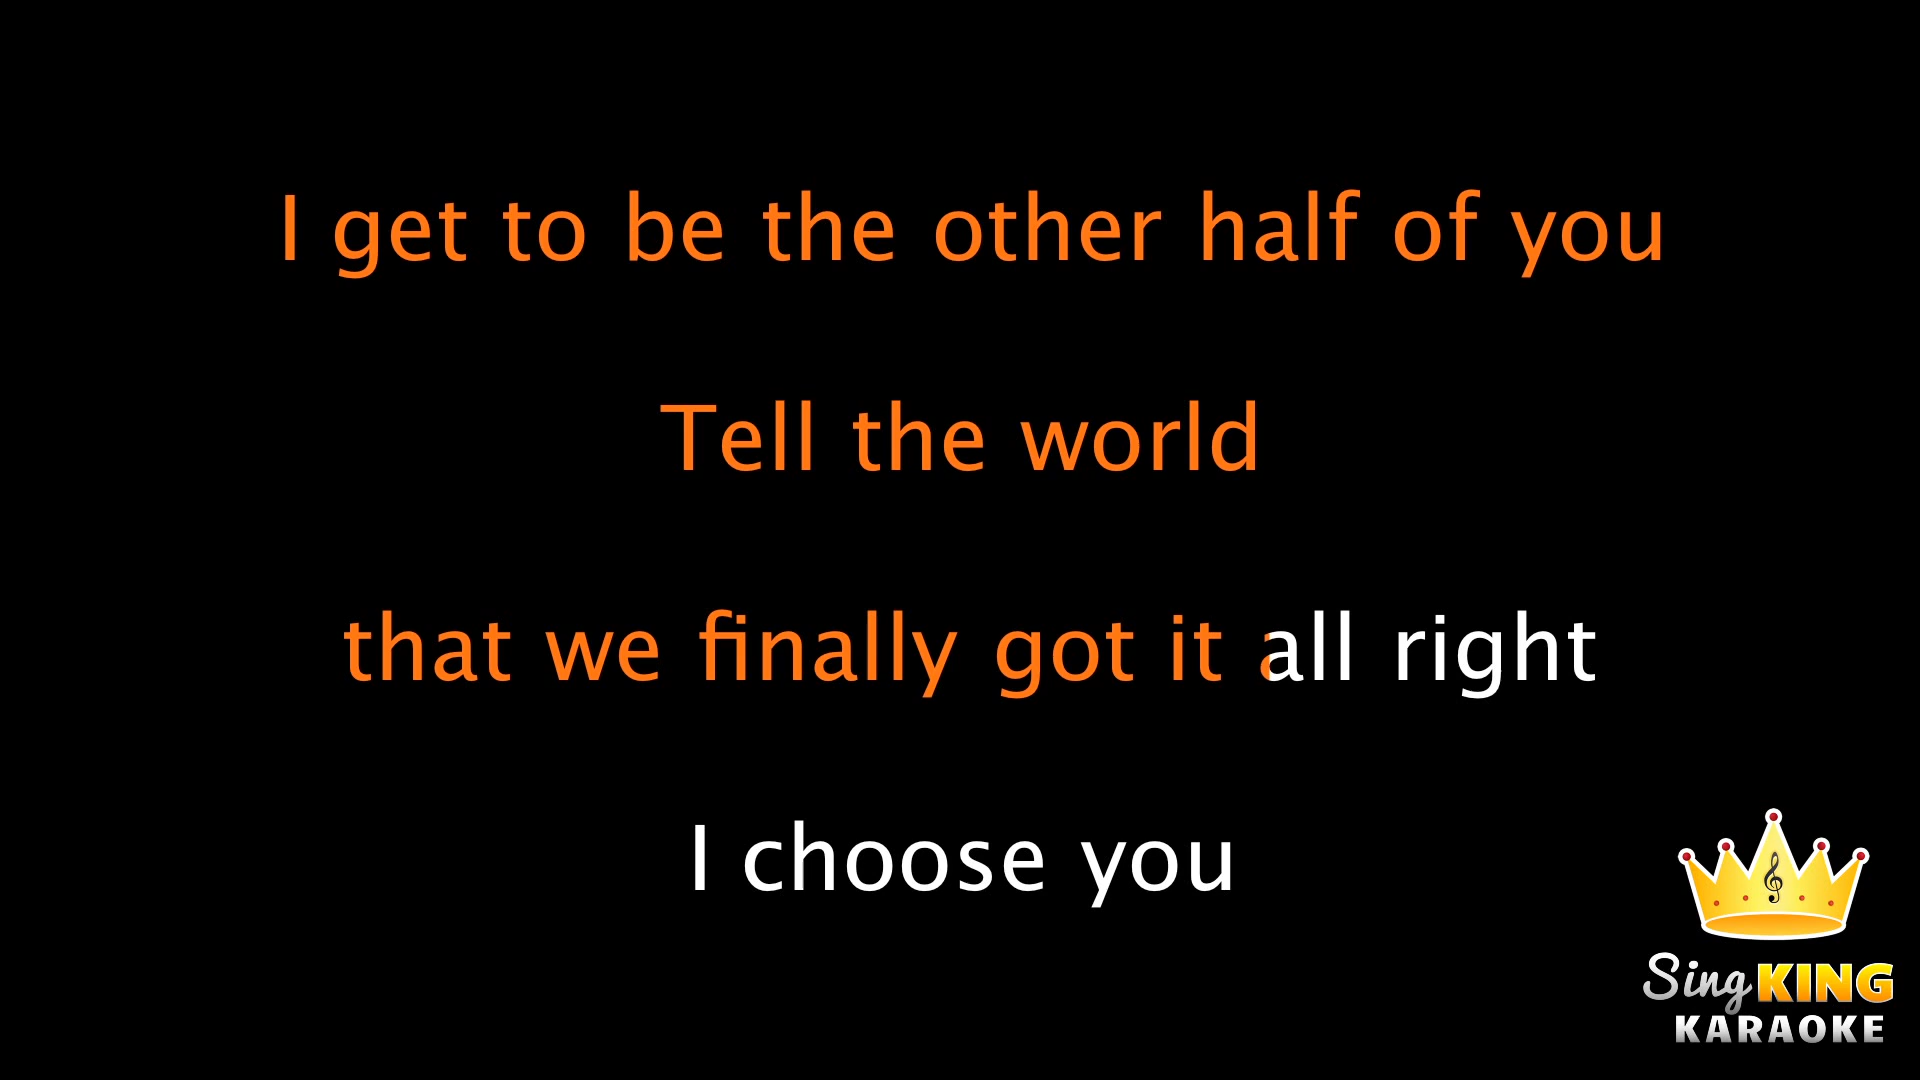 I get to be the other half of you
Tell the world
that we finally got it all right
I choose you
Sing KING
KARAOKE